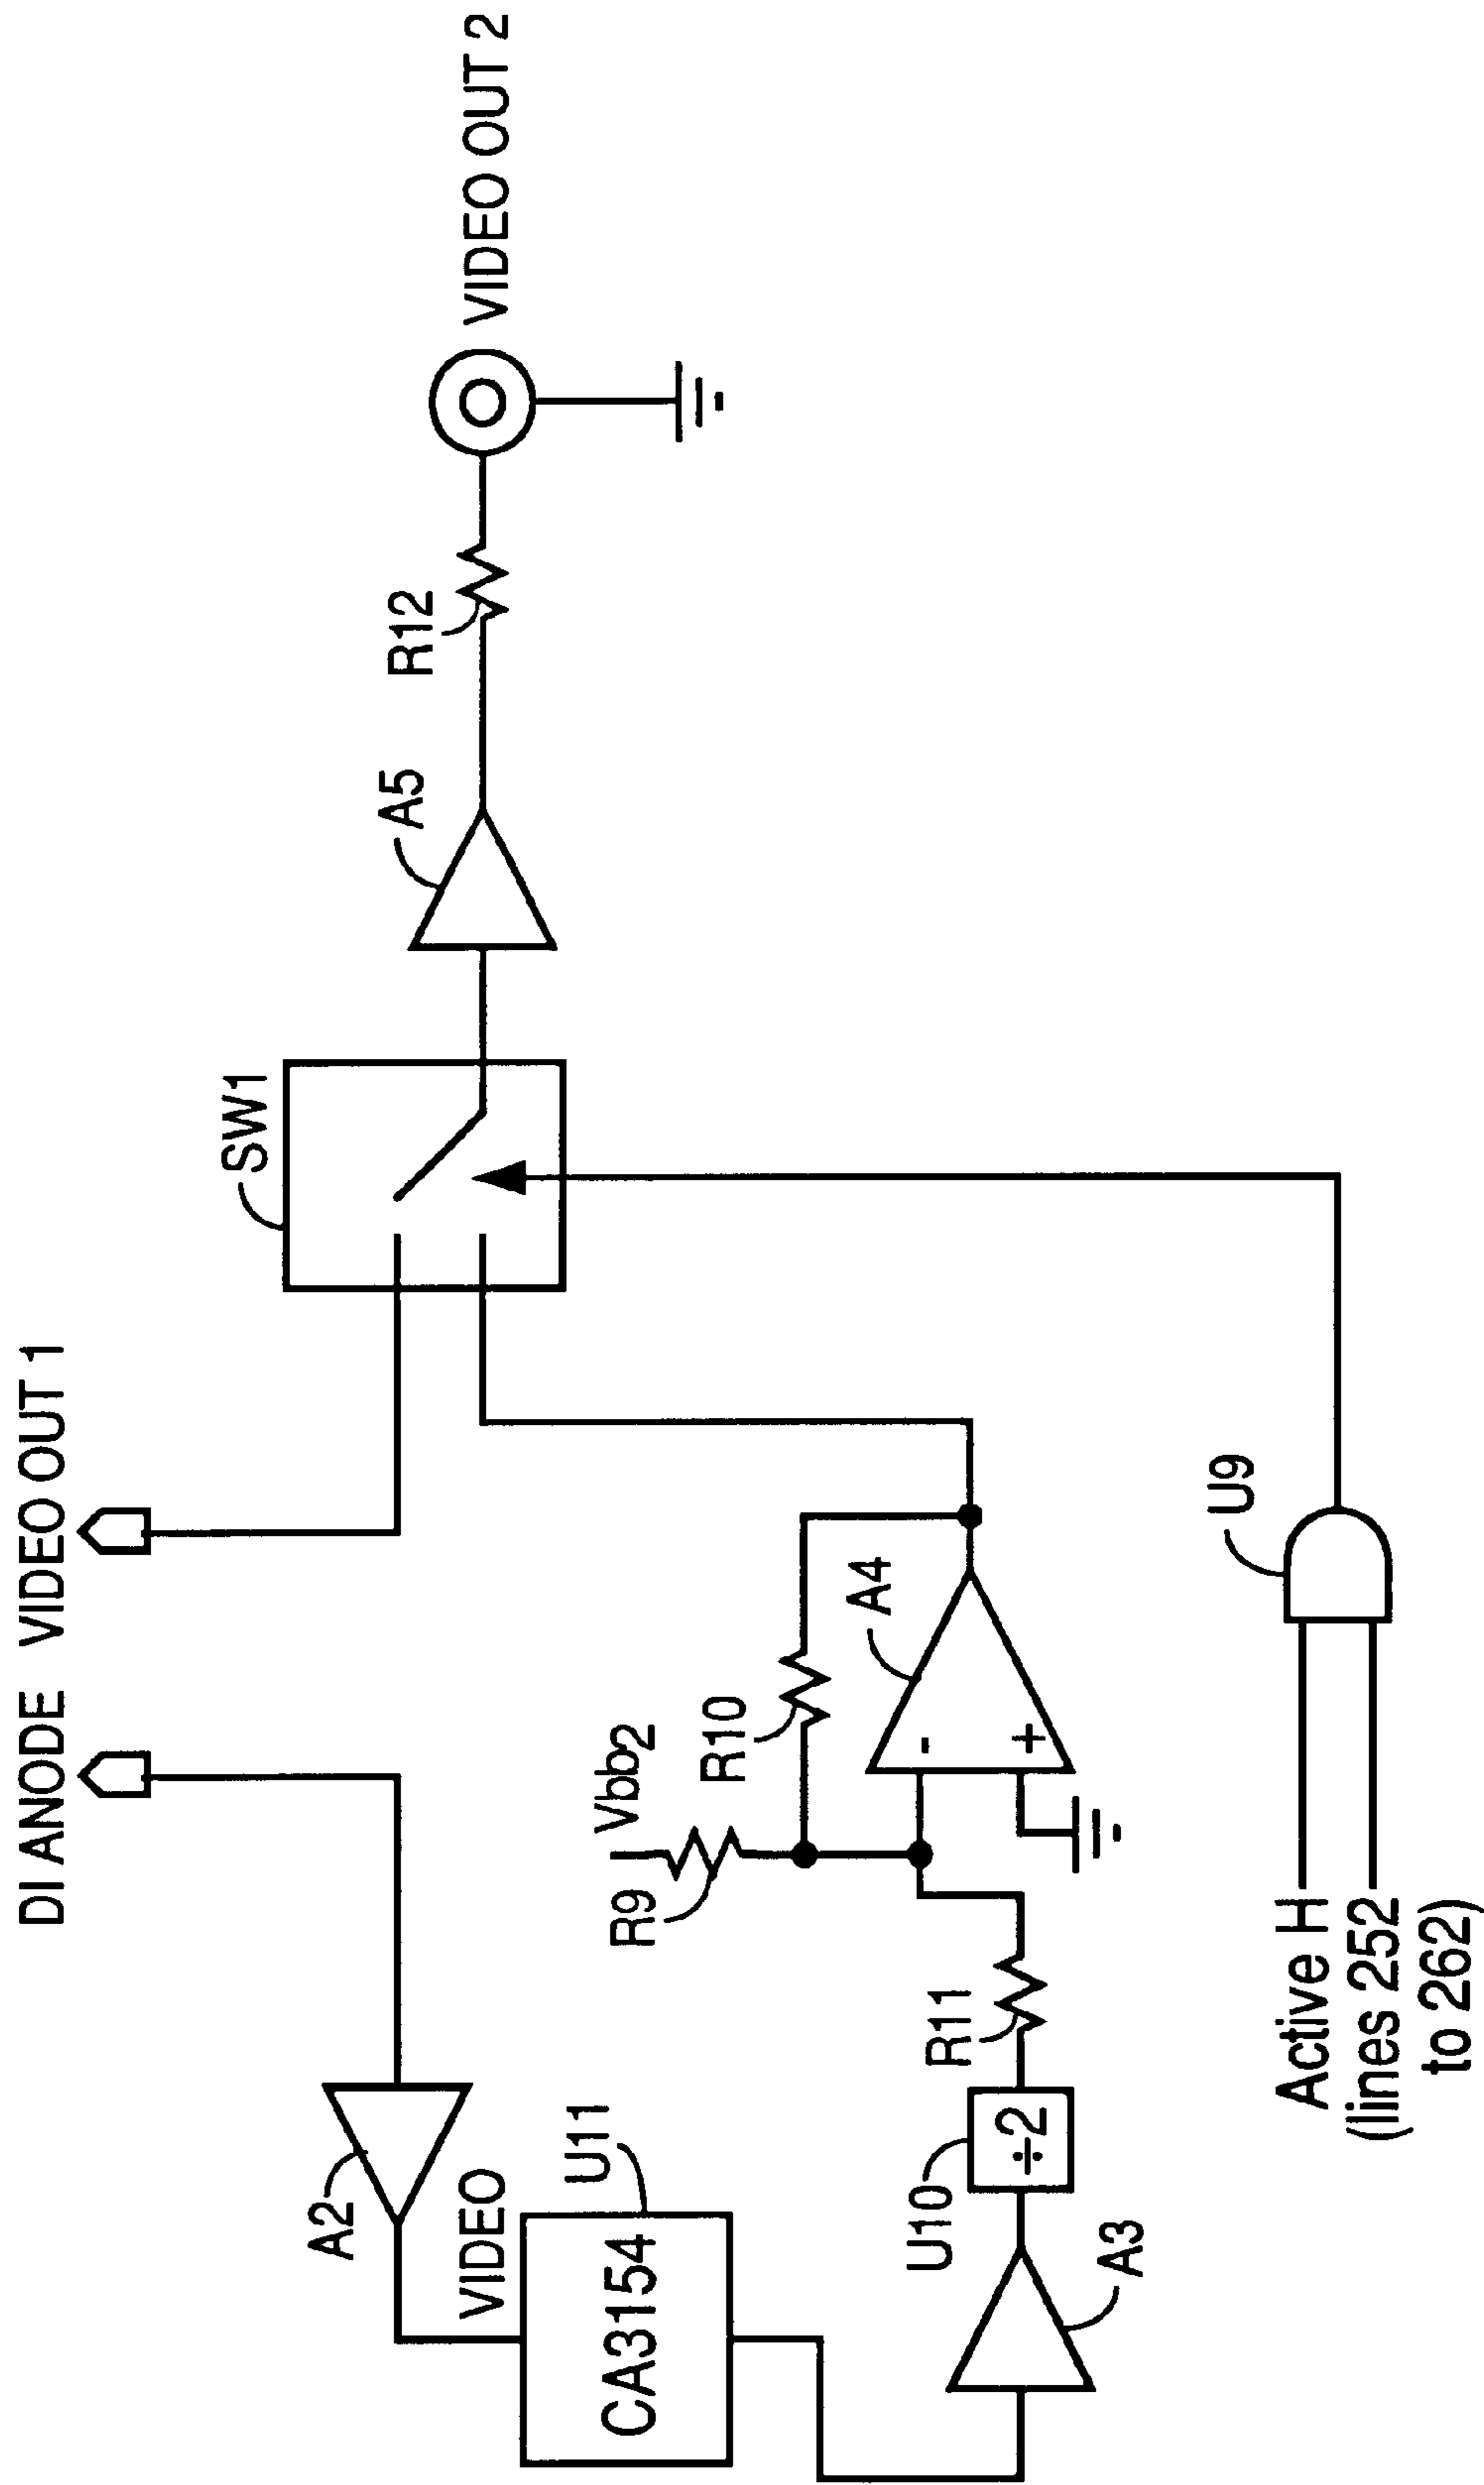 DI ANODE
VIDEO OUT 1
SW1
A5
R12
VIDEO OUT 2
A2
VIDEO
U11
CA3154
R9
Vbb2
R10
A4
-
+
R11
U10
÷2
A3
U9
Active H
(lines 252
to 262)